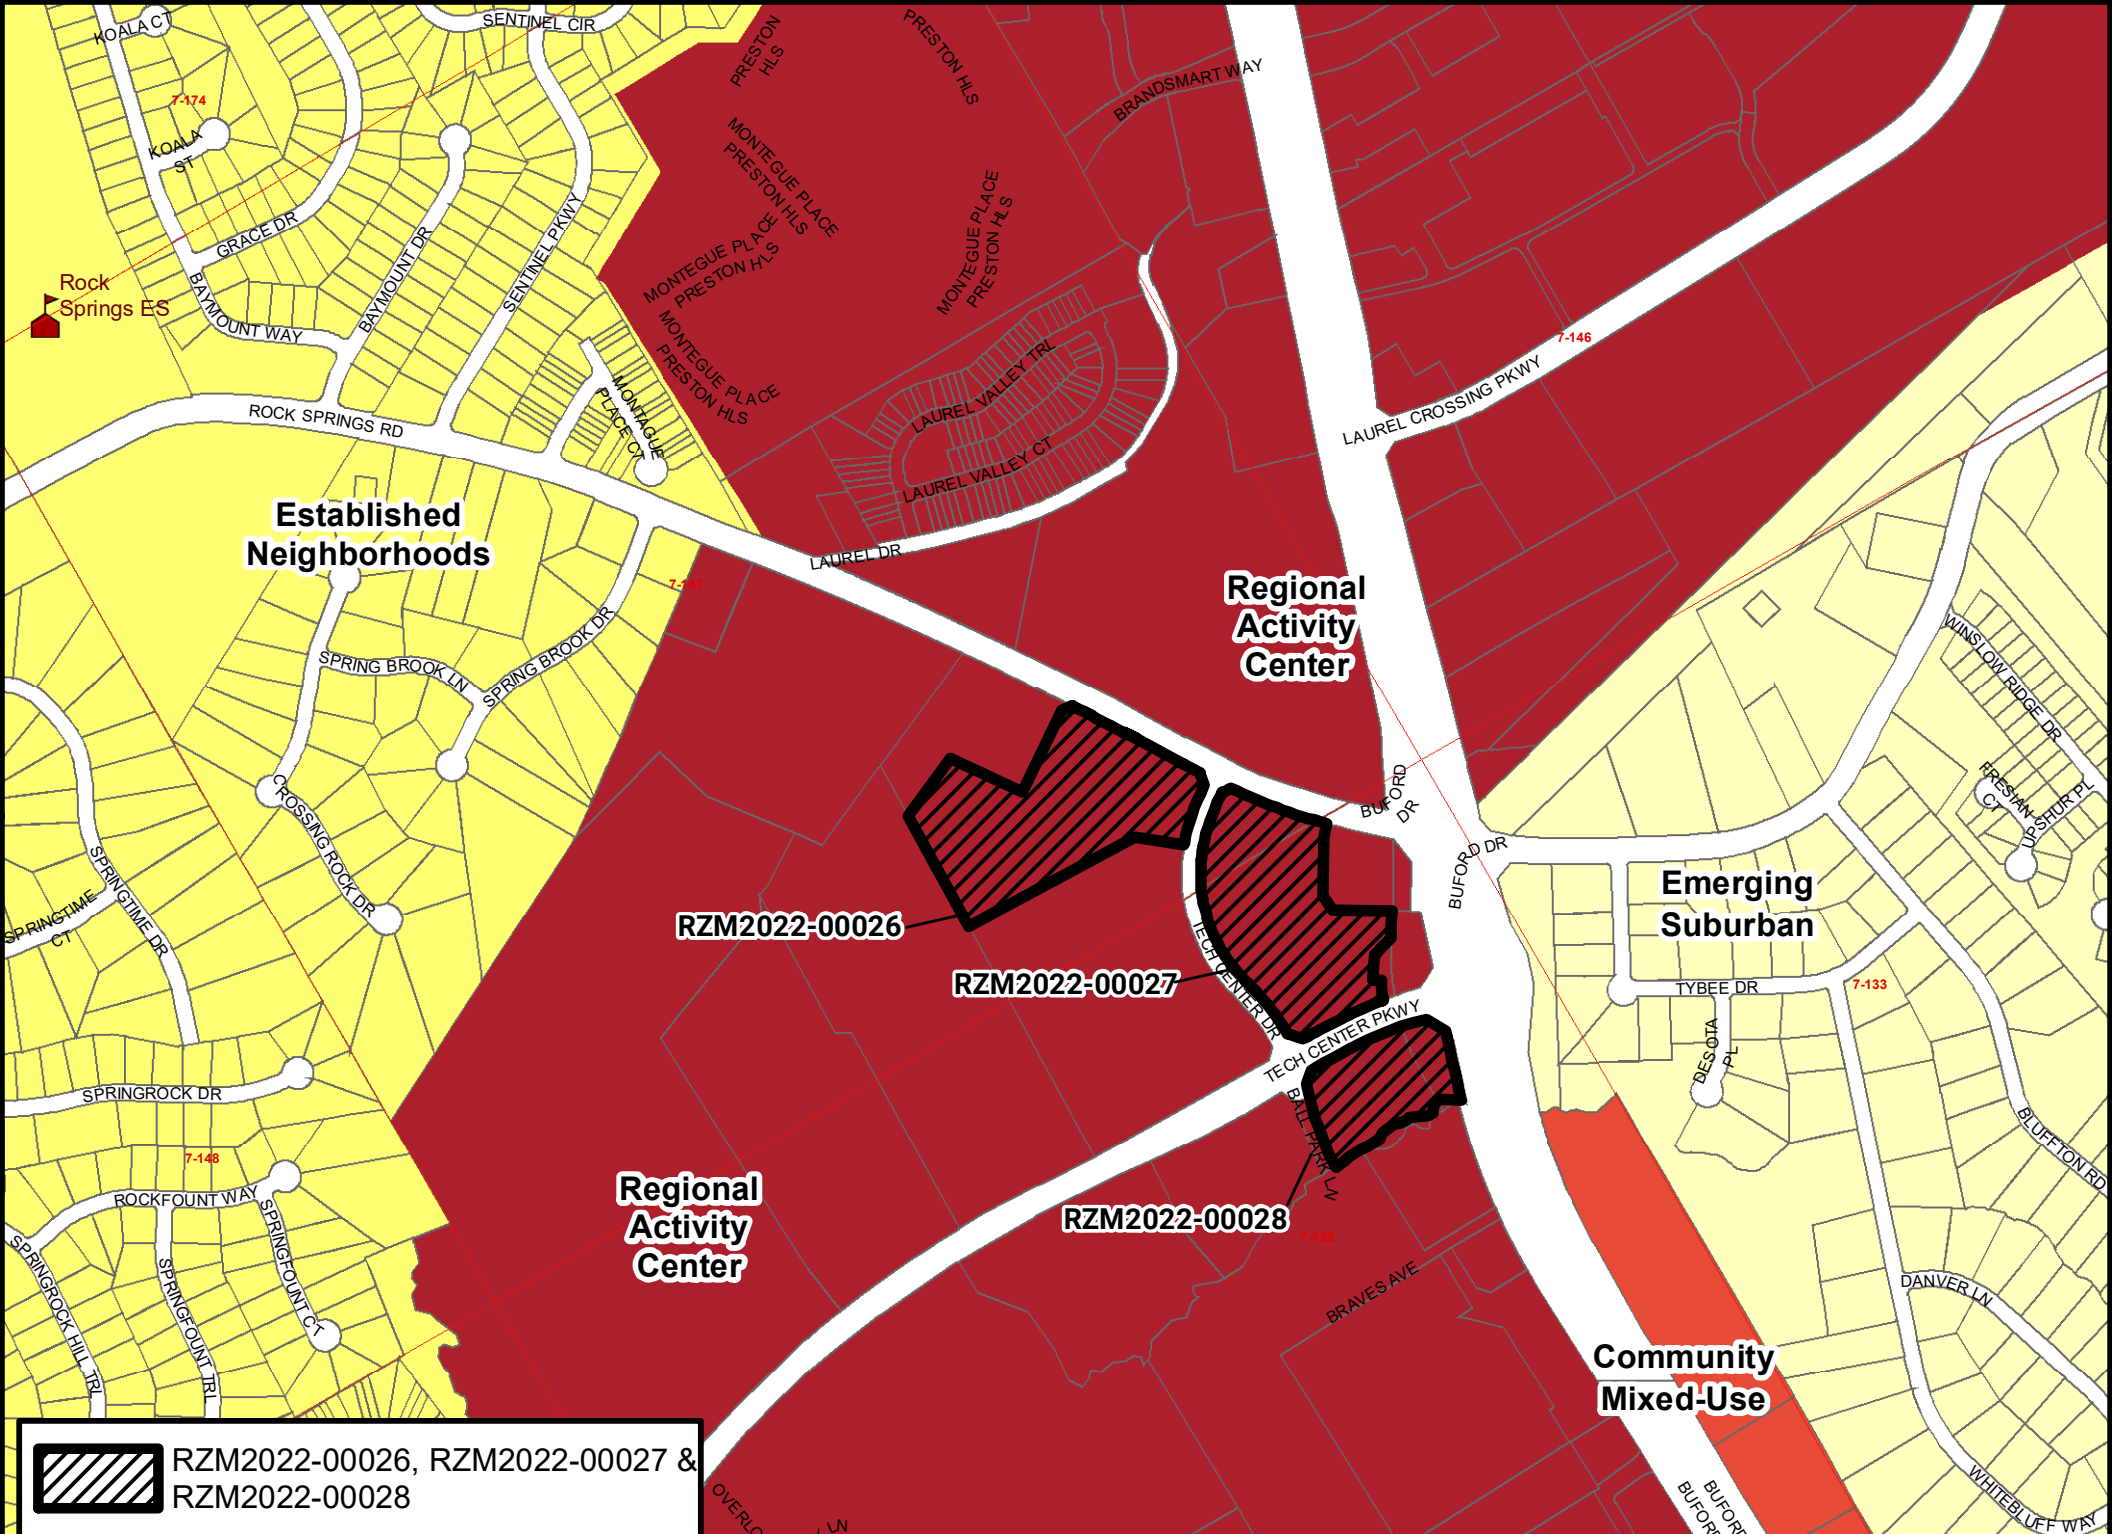 KOALA CT
SENTINEL CIR
PRESTON
HLS
PRESTON HLS
BRANDSMART WAY
7-174
KOALA
ST
MONTEGUE PLACE
PRESTON HLS
GRACE DR
BAYMOUNT DR
SENTINEL PKWY
MONTEGUE PLACE
PRESTON HLS
MONTEGUE PLACE
PRESTON HLS
Rock
Springs ES
BAYMOUNT WAY
MONTEGUE PLACE
PRESTON HLS
7-146
LAUREL VALLEY TRL
LAUREL CROSSING PKWY
MONTAGUE
PLACE CT
ROCK SPRINGS RD
LAUREL VALLEY CT
Established
Neighborhoods
LAUREL DR
Regional
Activity
Center
SPRING BROOK LN
SPRING BROOK DR
WINSLOW RIDGE DR
BUFORD
DR
FRESIAN
CT
UPSHUR PL
CROSSING ROCK DR
BUFORD DR
SPRINGTIME DR
SPRINGTIME
CT
Emerging
Suburban
RZM2022-00026
RZM2022-00027
TECH CENTER DR
TECH CENTER PKWY
TYBEE DR
7-133
DESOTA
PL
SPRINGROCK DR
BALL PARK LN
BLUFFTON RD
7-148
ROCKFOUNT WAY
Regional
Activity
Center
RZM2022-00028
7-132
SPRINGFOUNT CT
SPRINGROCK HILL TRL
SPRINGFOUNT TRL
BRAVES AVE
DANVER LN
Community
Mixed-Use
WHITEBLUFF WAY
RZM2022-00026, RZM2022-00027 &
RZM2022-00028
LN
BUFORD
BUFORD